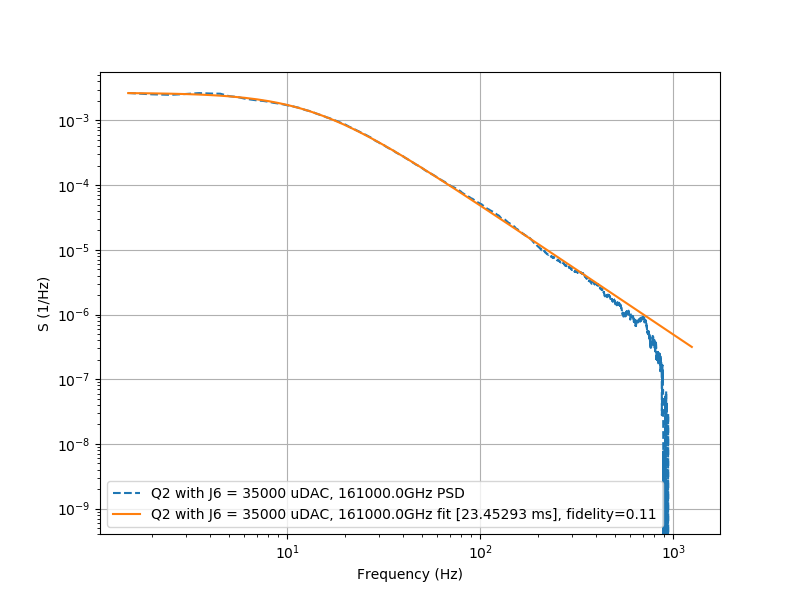 10⁻³
10⁻⁴
10⁻⁵
10⁻⁶
10⁻⁷
10⁻⁸
10⁻⁹
S (1/Hz)
Q2 with J6 = 35000 uDAC, 161000.0GHz PSD
Q2 with J6 = 35000 uDAC, 161000.0GHz fit [23.45293 ms], fidelity=0.11
10¹ 10² 10³
Frequency (Hz)